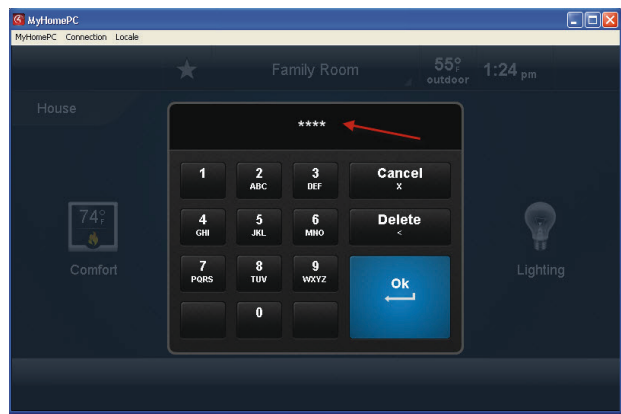 MyHomePC
MyHomePC Connection Locale
Family Room 55°F outdoor 1:24 pm
House
****
1 2 ABC 3 DEF Cancel X
4 GHI 5 JKL 6 MNO Delete <
7 PQRS 8 TUV 9 WXYZ Ok
0
74°F
Comfort
Lighting